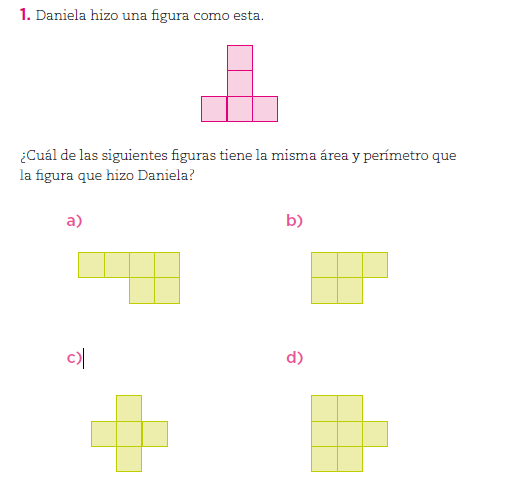 1. Daniela hizo una figura como esta.
¿Cuál de las siguientes figuras tiene la misma área y perímetro que
la figura que hizo Daniela?
a)
b)
c)
d)